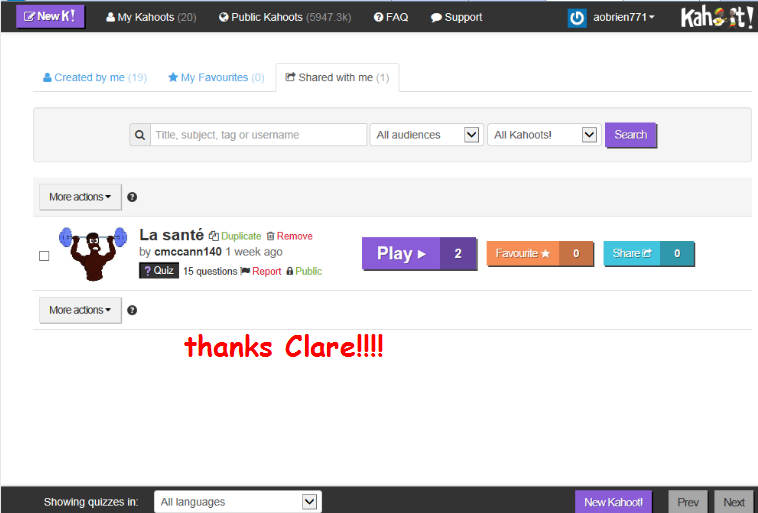 New K! My Kahoots (20) Public Kahoots (5947.3k) FAQ Support aobrien771 Kahoot!
Created by me (19) My Favourites (0) Shared with me (1)
Title, subject, tag or username All audiences All Kahoots! Search
More actions ?
La santé Duplicate Remove
by cmccann140 1 week ago
? Quiz 15 questions Report Public
Play 2 Favourite 0 Share 0
More actions ?
thanks Clare!!!!
Showing quizzes in: All languages New Kahoot! Prev Next